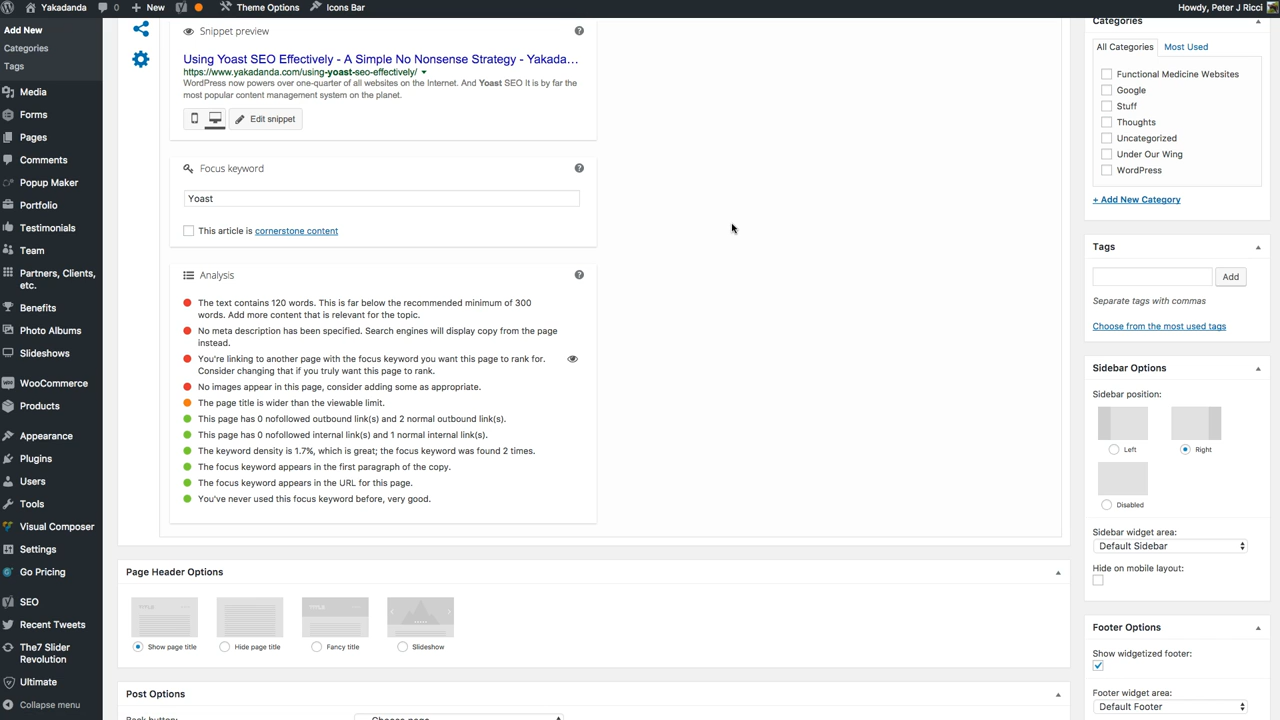 Yakadanda
0
0
New
Theme Options
Icons Bar
Howdy, Peter J Ricci
Add New
Categories
Tags
Media
Forms
Pages
Comments
Popup Maker
Portfolio
Testimonials
Team
Partners, Clients,
etc.
Benefits
Photo Albums
Slideshows
WooCommerce
Products
Appearance
Plugins
Users
Tools
Visual Composer
Settings
Go Pricing
SEO
Recent Tweets
The7 Slider
Revolution
Ultimate
Collapse menu
Snippet preview
Using Yoast SEO Effectively - A Simple No Nonsense Strategy - Yakada...
https://www.yakadanda.com/using-yoast-seo-effectively/
WordPress now powers over one-quarter of all websites on the Internet. And Yoast SEO It is by far the
most popular content management system on the planet.
Edit snippet
Focus keyword
Yoast
This article is cornerstone content
Analysis
The text contains 120 words. This is far below the recommended minimum of 300
words. Add more content that is relevant for the topic.
No meta description has been specified. Search engines will display copy from the page
instead.
You're linking to another page with the focus keyword you want this page to rank for.
Consider changing that if you truly want this page to rank.
No images appear in this page, consider adding some as appropriate.
The page title is wider than the viewable limit.
This page has 0 nofollowed outbound link(s) and 2 normal outbound link(s).
This page has 0 nofollowed internal link(s) and 1 normal internal link(s).
The keyword density is 1.7%, which is great; the focus keyword was found 2 times.
The focus keyword appears in the first paragraph of the copy.
The focus keyword appears in the URL for this page.
You've never used this focus keyword before, very good.
Page Header Options
TITLE
TITLE
Show page title
Hide page title
Fancy title
Slideshow
Post Options
Back button:
Choose page
Categories
All Categories
Most Used
Functional Medicine Websites
Google
Stuff
Thoughts
Uncategorized
Under Our Wing
WordPress
+ Add New Category
Tags
Add
Separate tags with commas
Choose from the most used tags
Sidebar Options
Sidebar position:
Left
Right
Disabled
Sidebar widget area:
Default Sidebar
Hide on mobile layout:
Footer Options
Show widgetized footer:
Footer widget area:
Default Footer